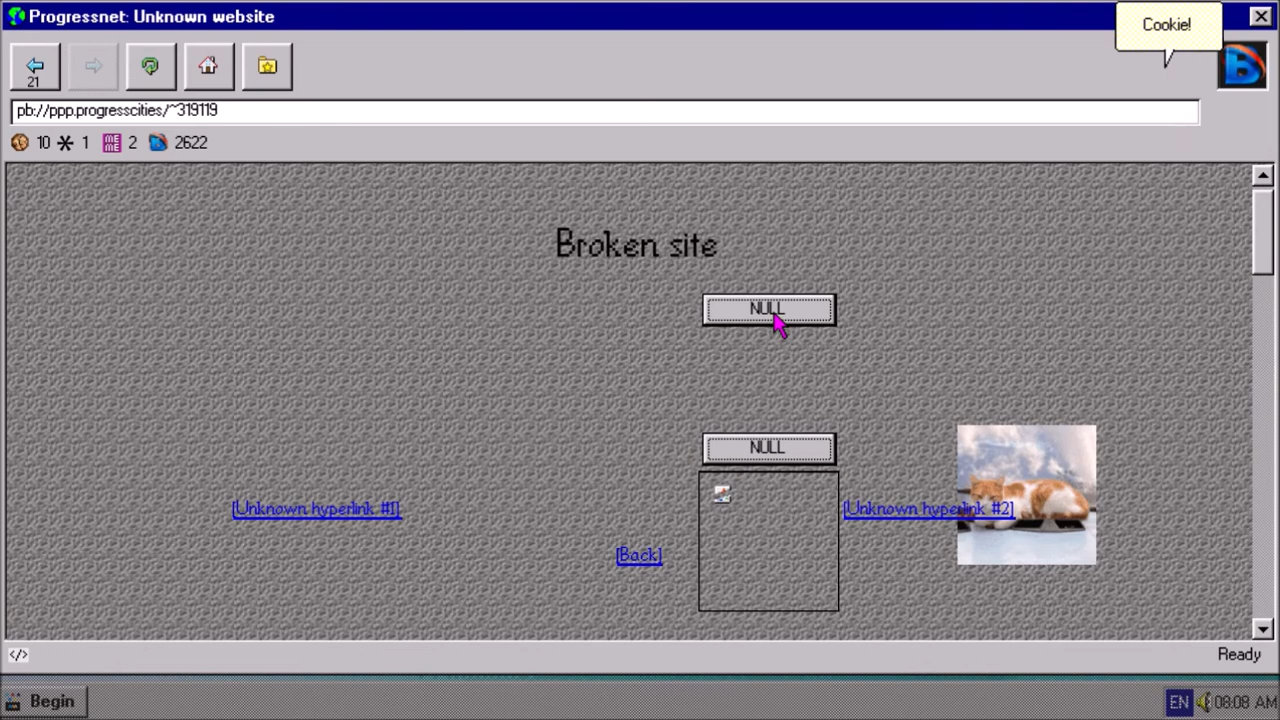 Progressnet: Unknown website
Cookie!
21
pb://ppp.progresscities/~319119
10 1 MEME 2 2622
Broken site
NULL
NULL
[Unknown hyperlink #1]
[Unknown hyperlink #2]
[Back]
</> Ready
Begin
EN 08:08 AM